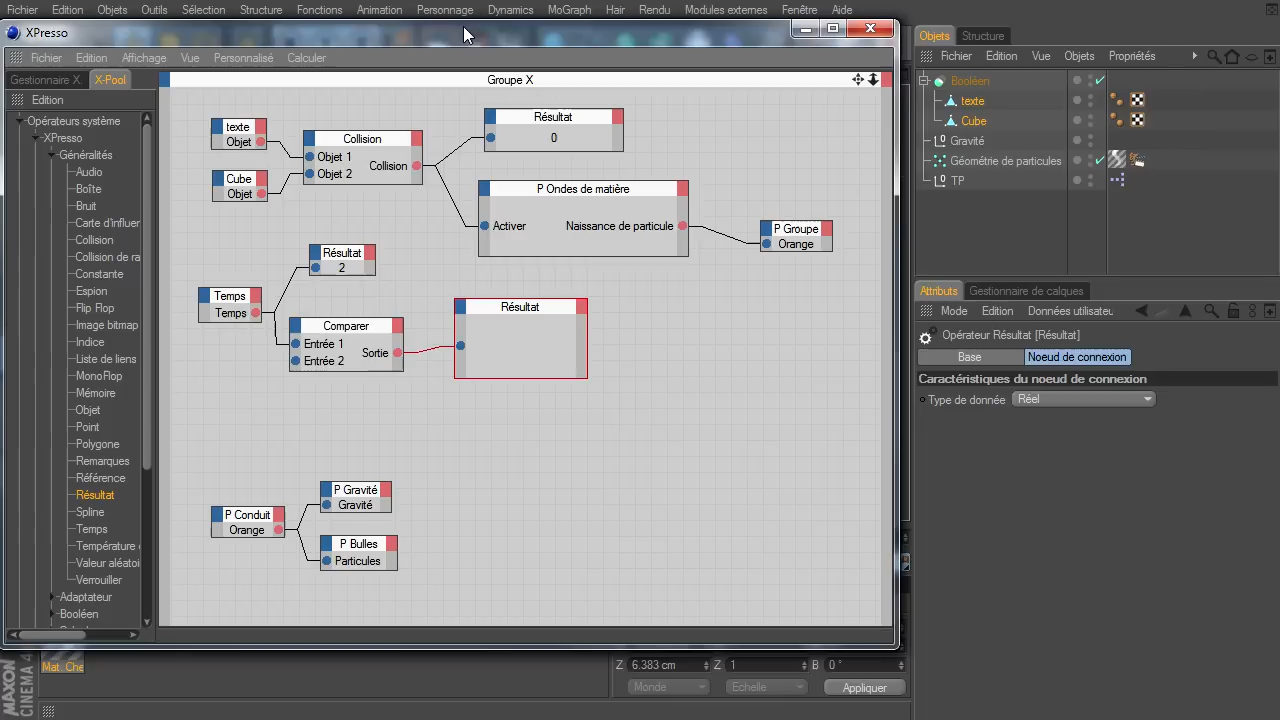 Fichier Edition Objets Outils Sélection Structure Fonctions Animation Personnage Dynamics MoGraph Hair Rendu Modules externes Fenêtre Aide
XPresso
Fichier Edition Affichage Vue Personnalisé Calculer
Gestionnaire X. X-Pool
Edition
Opérateurs système
XPresso
Généralités
Audio
Boîte
Bruit
Carte d'influer
Collision
Collision de ra
Constante
Espion
Flip Flop
Image bitmap
Indice
Liste de liens
MonoFlop
Mémoire
Objet
Point
Polygone
Remarques
Référence
Résultat
Spline
Temps
Température d
Valeur aléatoi
Verrouiller
Adaptateur
Booléen
Groupe X
texte
Objet
Cube
Objet
Collision
Objet 1
Objet 2
Collision
Résultat
0
P Ondes de matière
Activer
Naissance de particule
P Groupe
Orange
Résultat
2
Temps
Temps
Comparer
Entrée 1
Entrée 2
Sortie
Résultat
P Conduit
Orange
P Gravité
Gravité
P Bulles
Particules
Objets Structure
Fichier Edition Vue Objets Propriétés
Booléen
texte
Cube
Gravité
Géométrie de particules
TP
Attributs Gestionnaire de calques
Mode Edition Données utilisateu
Opérateur Résultat [Résultat]
Base Noeud de connexion
Caractéristiques du noeud de connexion
Type de donnée Réel
Mat. Che
MAXON
CINEMA 4
Z 6.383 cm Z 1 B 0 °
Monde Echelle Appliquer